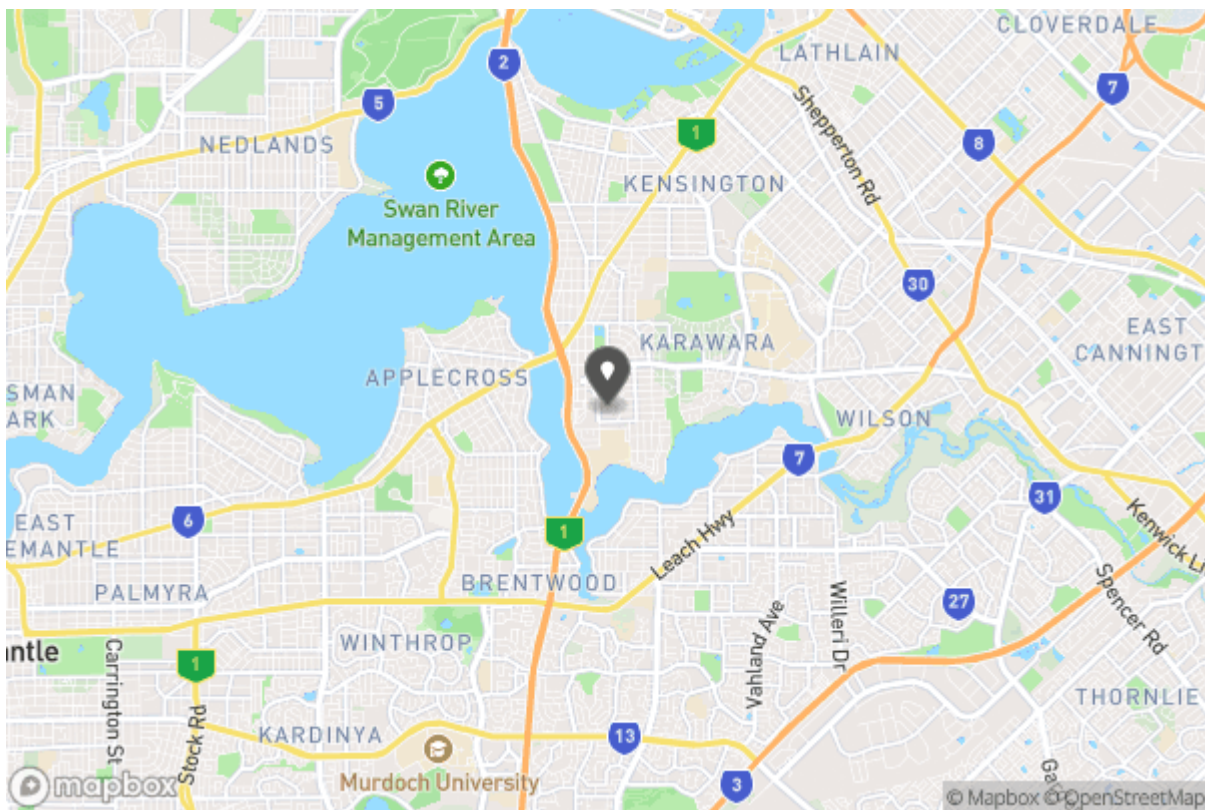 CLOVERDALE
LATHLAIN
2
7
5
Shepperton Rd
NEDLANDS
1
8
KENSINGTON
Swan River
Management Area
30
KARAWARA
EAST
CANNINGT
APPLECROSS
SMAN
ARK
WILSON
7
31
6
EAST
EMANTLE
1
Leach Hwy
Kenwick Li
BRENTWOOD
PALMYRA
27
Spencer Rd
Willeri Dr
Vahland Ave
WINTHROP
antle
1
Carrington St
Stock Rd
THORNLIE
KARDINYA
13
Murdoch University
3
mapbox
© Mapbox © OpenStreetMap